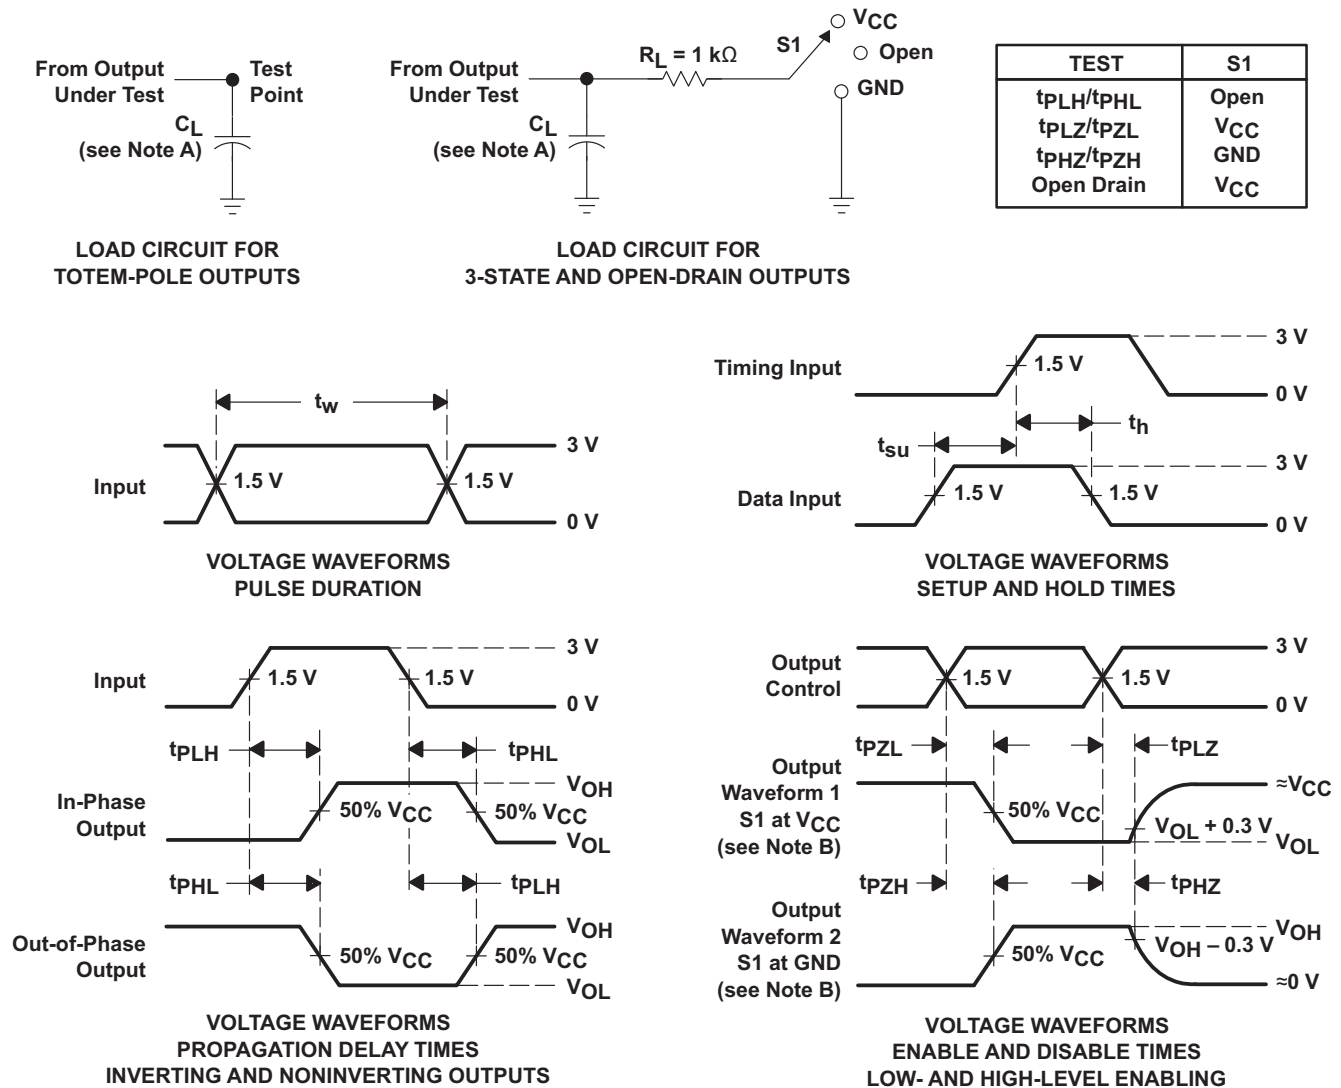 From Output
Under Test
Test
Point
CL
(see Note A)
LOAD CIRCUIT FOR
TOTEM-POLE OUTPUTS
From Output
Under Test
RL = 1 kΩ
S1
VCC
Open
GND
CL
(see Note A)
LOAD CIRCUIT FOR
3-STATE AND OPEN-DRAIN OUTPUTS
TEST S1
tPLH/tPHL Open
tPLZ/tPZL VCC
tPHZ/tPZH GND
Open Drain VCC
tw
Input
1.5 V
1.5 V
3 V
0 V
VOLTAGE WAVEFORMS
PULSE DURATION
Timing Input
1.5 V
3 V
0 V
th
tsu
Data Input
1.5 V
1.5 V
3 V
0 V
VOLTAGE WAVEFORMS
SETUP AND HOLD TIMES
Input
1.5 V
1.5 V
3 V
0 V
tPLH
tPHL
In-Phase
Output
50% VCC
50% VCC
VOH
VOL
tPHL
tPLH
Out-of-Phase
Output
50% VCC
50% VCC
VOH
VOL
VOLTAGE WAVEFORMS
PROPAGATION DELAY TIMES
INVERTING AND NONINVERTING OUTPUTS
Output
Control
1.5 V
1.5 V
3 V
0 V
tPZL
tPLZ
Output
Waveform 1
S1 at VCC
(see Note B)
50% VCC
≈VCC
VOL + 0.3 V
VOL
tPZH
tPHZ
Output
Waveform 2
S1 at GND
(see Note B)
50% VCC
VOH
VOH – 0.3 V
≈0 V
VOLTAGE WAVEFORMS
ENABLE AND DISABLE TIMES
LOW- AND HIGH-LEVEL ENABLING